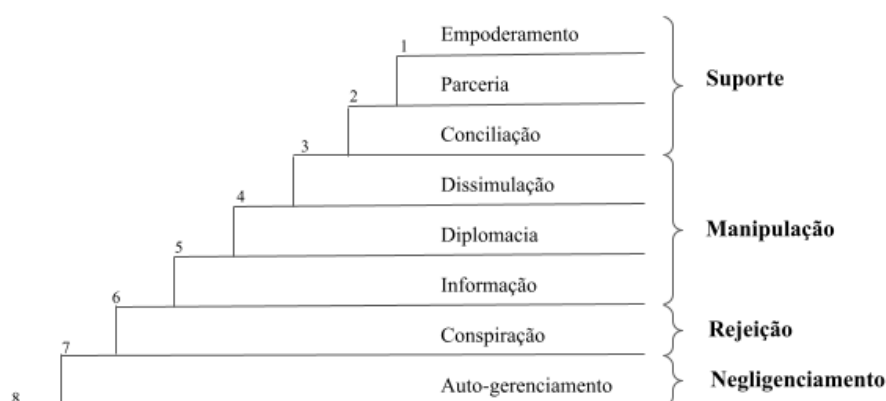 Empoderamento
1
Parceria
Suporte
2
Conciliação
3
Dissimulação
4
Diplomacia
Manipulação
5
Informação
6
Conspiração
Rejeição
7
Auto-gerenciamento
Negligenciamento
8